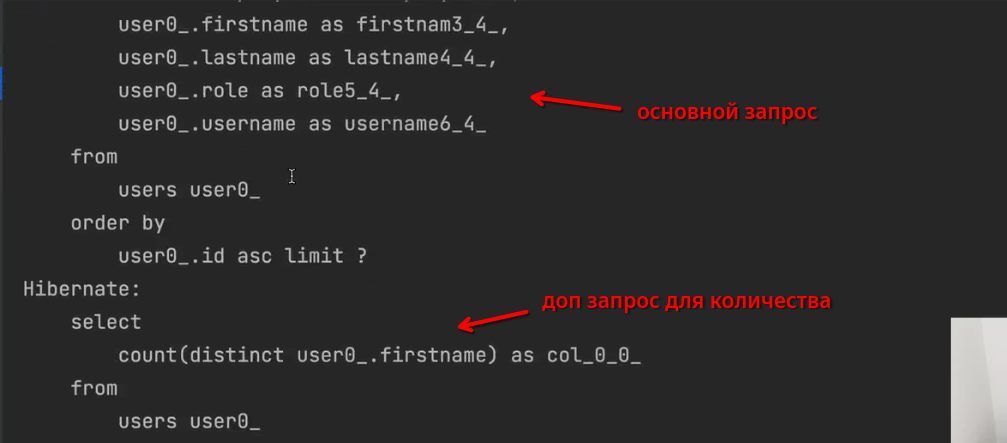 user0_.firstname as firstnam3_4_,
user0_.lastname as lastname4_4_,
user0_.role as role5_4_,
основной запрос
user0_.username as username6_4_
from
users user0_
order by
user0_.id asc limit ?
Hibernate:
доп запрос для количества
select
count(distinct user0_.firstname) as col_0_0_
from
users user0_